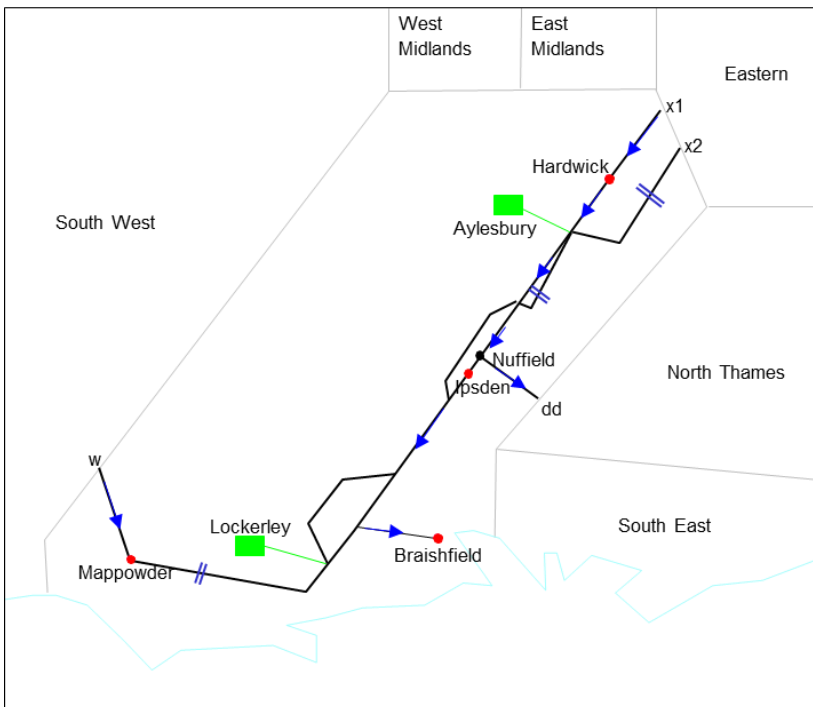 West
Midlands
East
Midlands
Eastern
x1
x2
Hardwick
South West
Aylesbury
Nuffield
Ipsden
North Thames
dd
w
Lockerley
South East
Braishfield
Mappowder